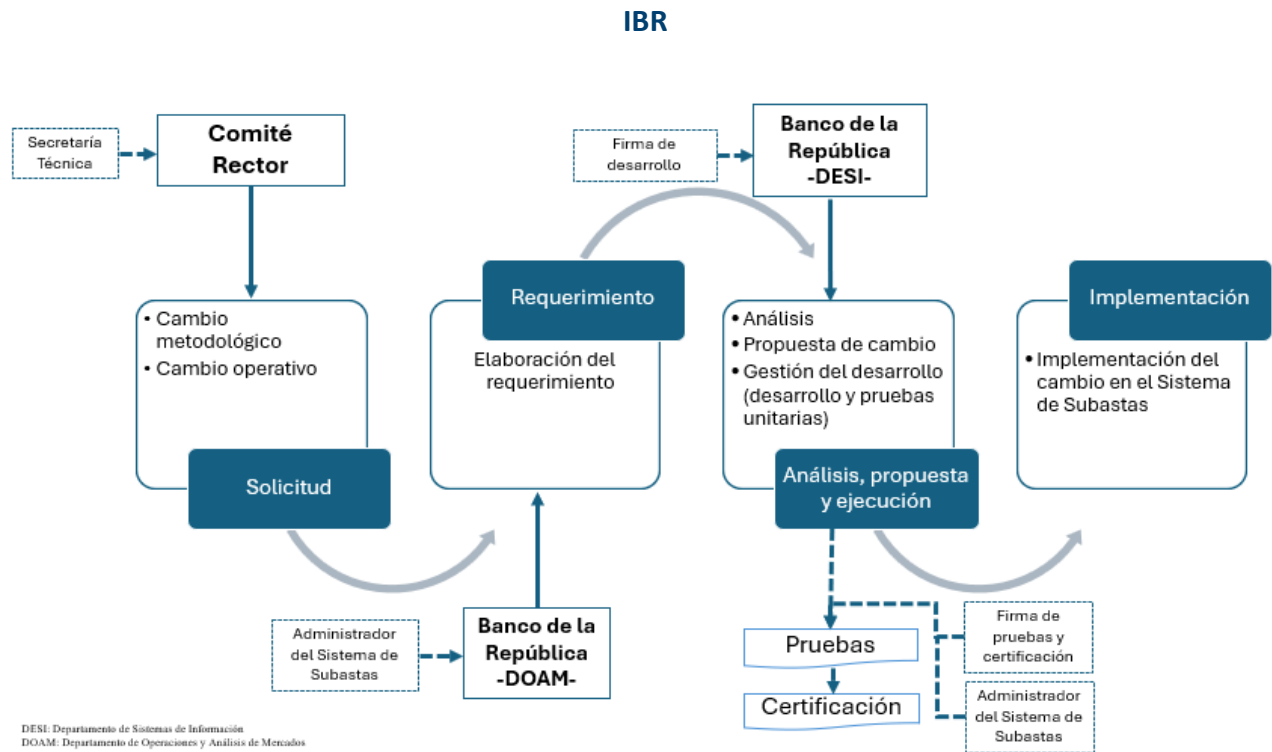 IBR
Secretaría
Técnica
Comité
Rector
Firma de
desarrollo
Banco de la
República
-DESI-
• Cambio
metodológico
• Cambio operativo
Solicitud
Requerimiento
Elaboración del
requerimiento
• Análisis
• Propuesta de cambio
• Gestión del desarrollo
(desarrollo y pruebas
unitarias)
Análisis, propuesta
y ejecución
Implementación
• Implementación del
cambio en el Sistema
de Subastas
Administrador
del Sistema de
Subastas
Banco de la
República
-DOAM-
Pruebas
Certificación
Firma de
pruebas y
certificación
Administrador
del Sistema de
Subastas
DESI: Departamento de Sistemas de Información
DOAM: Departamento de Operaciones y Análisis de Mercados